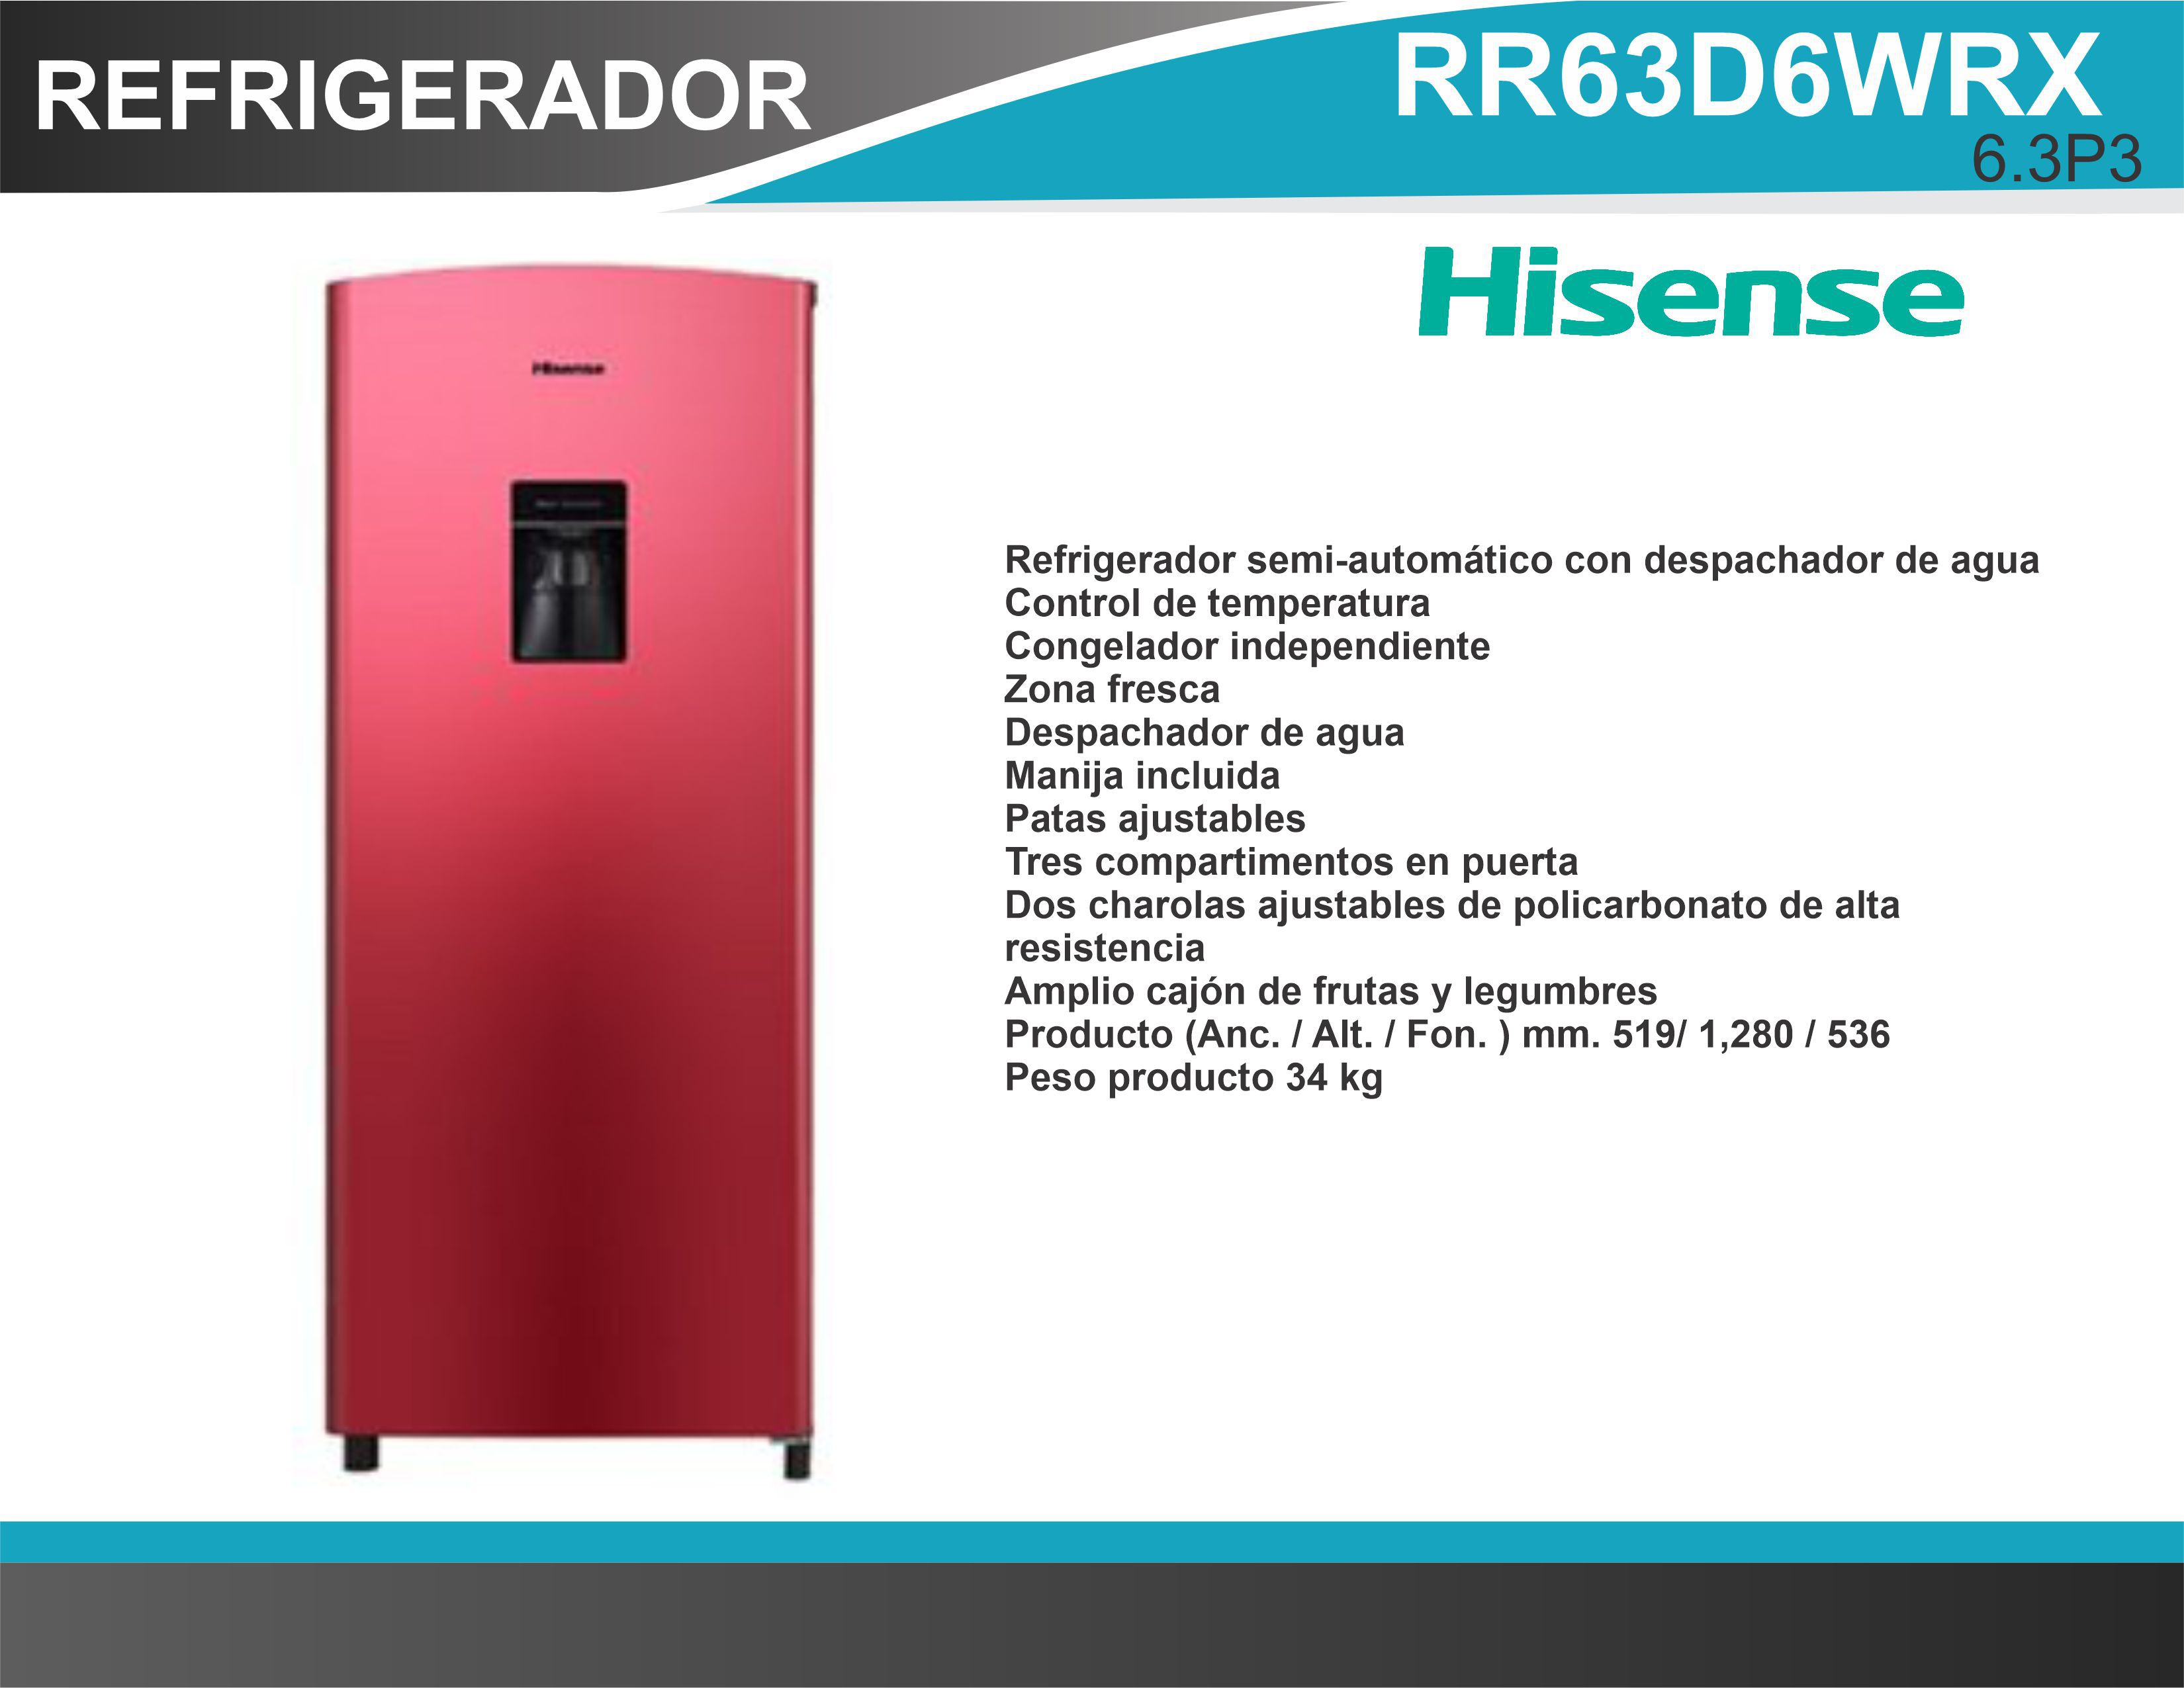 REFRIGERADOR
RR63D6WRX
6.3P3
Hisense
Hisense
Refrigerador semi-automático con despachador de agua
Control de temperatura
Congelador independiente
Zona fresca
Despachador de agua
Manija incluida
Patas ajustables
Tres compartimentos en puerta
Dos charolas ajustables de policarbonato de alta
resistencia
Amplio cajón de frutas y legumbres
Producto (Anc. / Alt. / Fon. ) mm. 519/ 1,280 / 536
Peso producto 34 kg